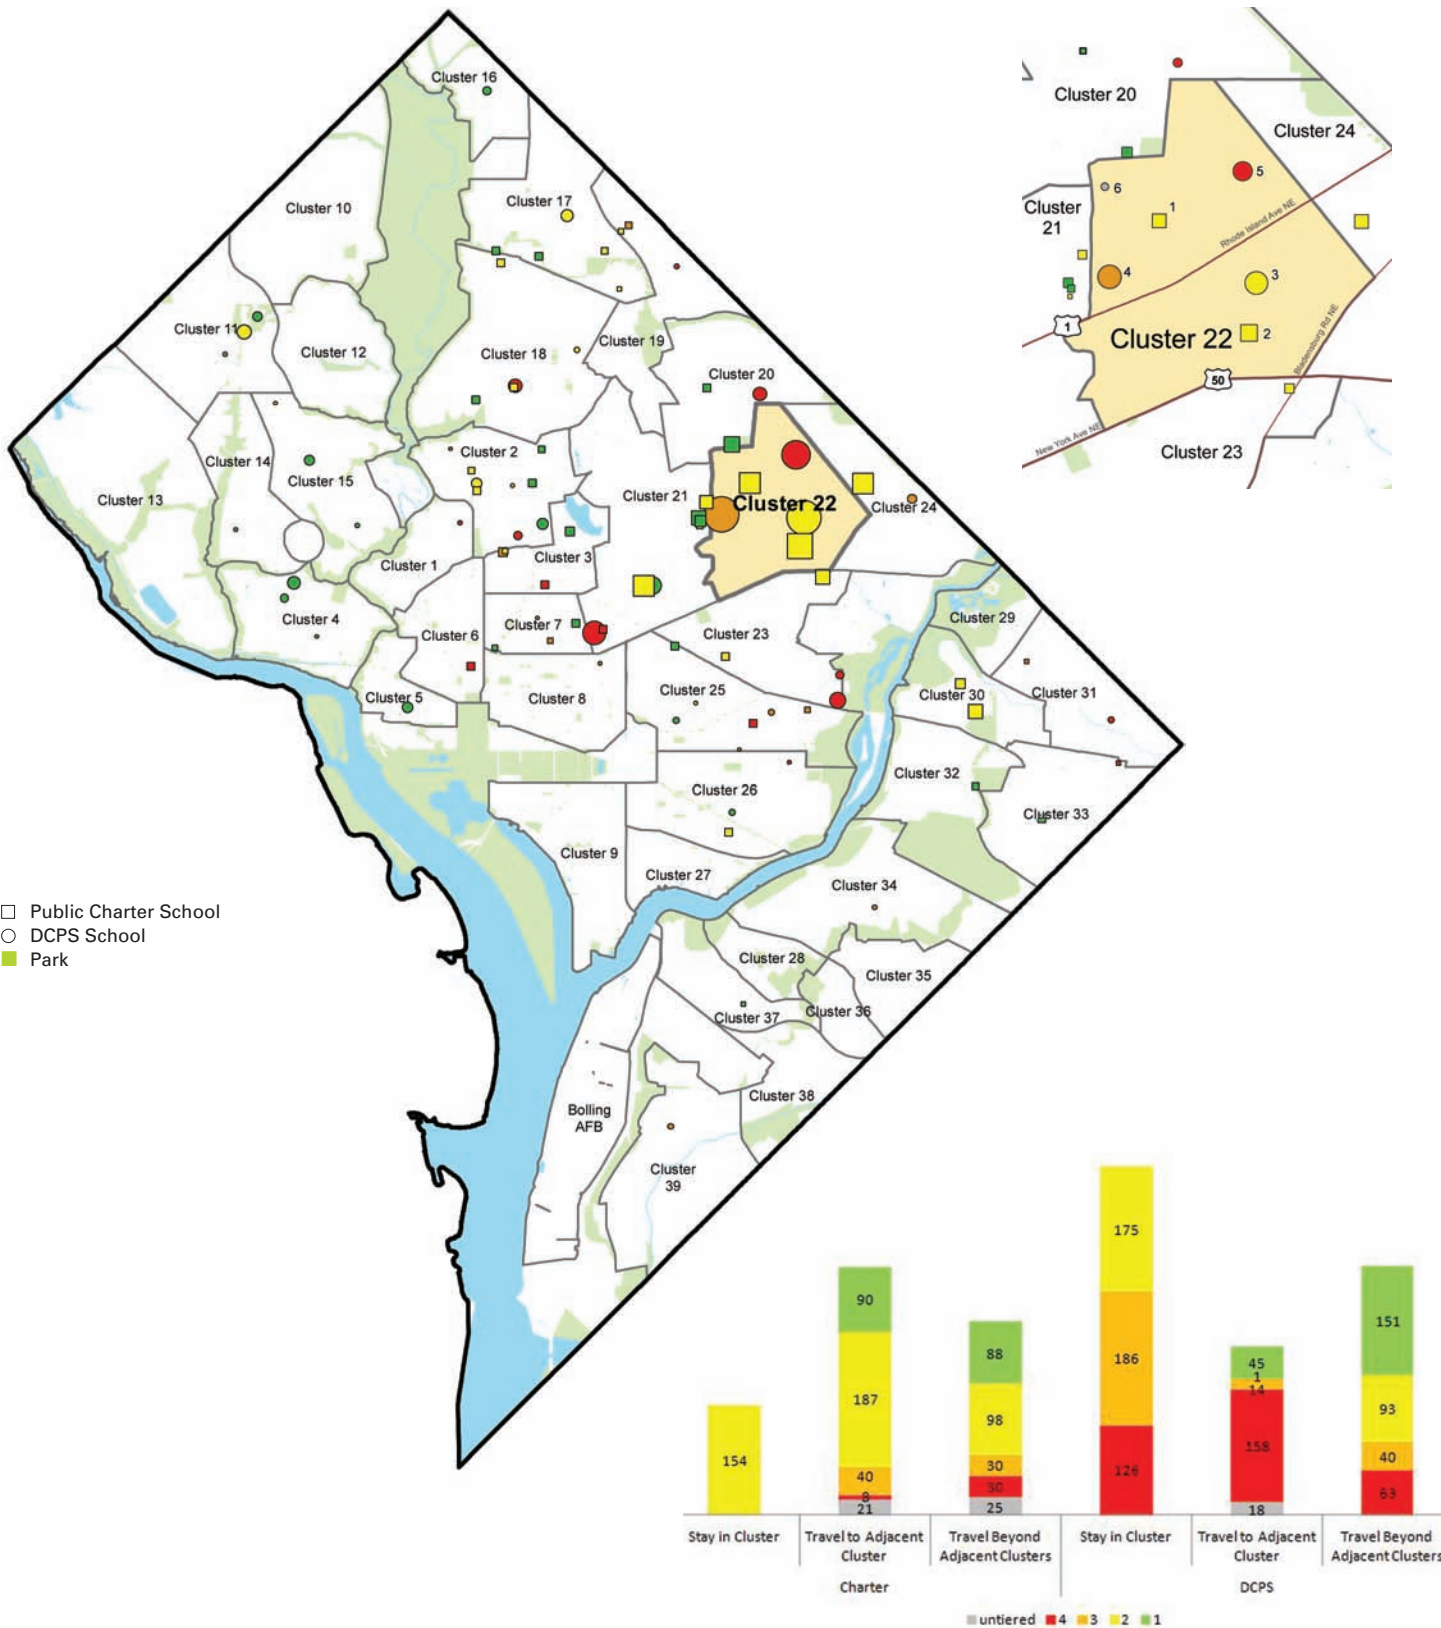 Cluster 16
Cluster 10
Cluster 17
Cluster 11
Cluster 12
Cluster 18
Cluster 19
Cluster 20
Cluster 13
Cluster 14
Cluster 15
Cluster 2
Cluster 21
Cluster 22
Cluster 24
Cluster 1
Cluster 3
Cluster 4
Cluster 6
Cluster 7
Cluster 23
Cluster 29
Cluster 5
Cluster 8
Cluster 25
Cluster 30
Cluster 31
Cluster 26
Cluster 32
Cluster 33
Cluster 9
Cluster 27
Cluster 34
Cluster 28
Cluster 35
Cluster 37
Cluster 36
Cluster 38
Bolling
AFB
Cluster
39
Cluster 20
Cluster 24
5
6
Cluster
21
1
Rhode Island Ave NE
4
3
1
Cluster 22
2
Bladensburg Rd NE
50
New York Ave NE
Cluster 23
Public Charter School
DCPS School
Park
154
90
187
40
9
21
88
98
30
30
25
175
186
126
45
1
14
158
18
151
93
40
63
Stay in Cluster
Travel to Adjacent
Cluster
Travel Beyond
Adjacent Clusters
Stay in Cluster
Travel to Adjacent
Cluster
Travel Beyond
Adjacent Clusters
Charter
DCPS
untiered 4 3 2 1